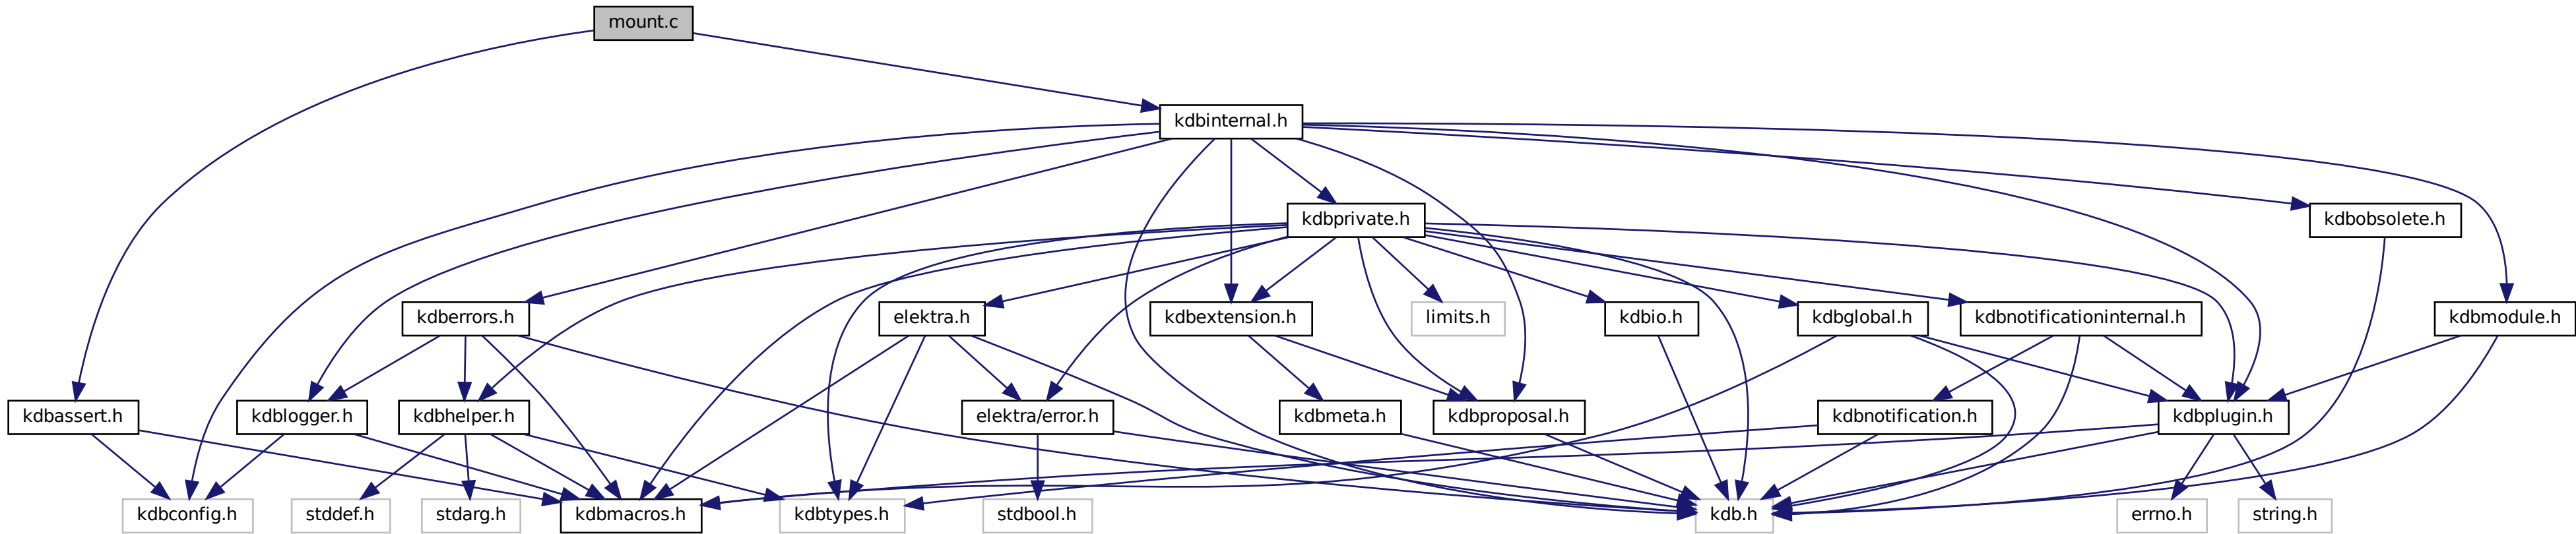 mount.c
kdbinternal.h
kdbprivate.h
kdbobsolete.h
kdberrors.h
elektra.h
kdbextension.h
limits.h
kdbio.h
kdbglobal.h
kdbnotificationinternal.h
kdbmodule.h
kdbassert.h
kdblogger.h
kdbhelper.h
elektra/error.h
kdbmeta.h
kdbproposal.h
kdbnotification.h
kdbplugin.h
kdbconfig.h
stddef.h
stdarg.h
kdbmacros.h
kdbtypes.h
stdbool.h
kdb.h
errno.h
string.h